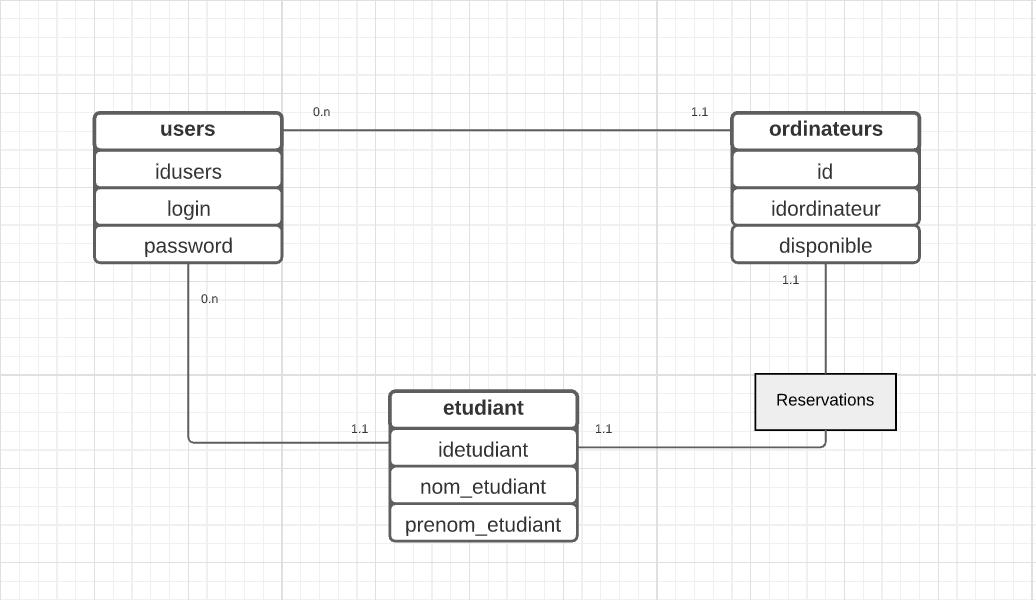 0.n
1.1
users
idusers
login
password
ordinateurs
id
idordinateur
disponible
0.n
1.1
Reservations
1.1
1.1
etudiant
idetudiant
nom_etudiant
prenom_etudiant